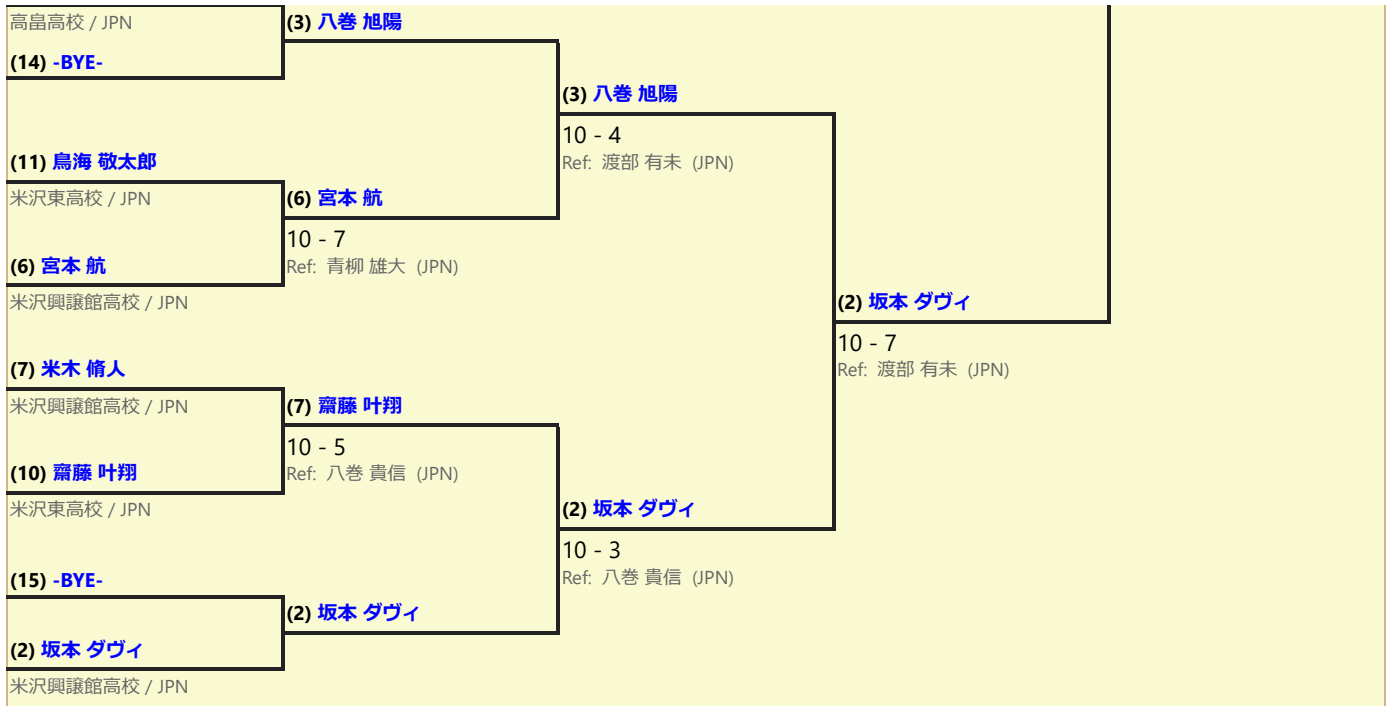 高畠高校 / JPN
(14) -BYE-
(11) 鳥海 敬太郎
米沢東高校 / JPN
(6) 宮本 航
米沢興譲館高校 / JPN
(7) 米木 脩人
米沢興譲館高校 / JPN
(10) 齋藤 叶翔
米沢東高校 / JPN
(15) -BYE-
(2) 坂本 ダヴィ
米沢興譲館高校 / JPN
(3) 八巻 旭陽
(6) 宮本 航
10 - 7
Ref: 青柳 雄大 (JPN)
(7) 齋藤 叶翔
10 - 5
Ref: 八巻 貴信 (JPN)
(2) 坂本 ダヴィ
(3) 八巻 旭陽
10 - 4
Ref: 渡部 有未 (JPN)
(2) 坂本 ダヴィ
10 - 3
Ref: 八巻 貴信 (JPN)
(2) 坂本 ダヴィ
10 - 7
Ref: 渡部 有未 (JPN)